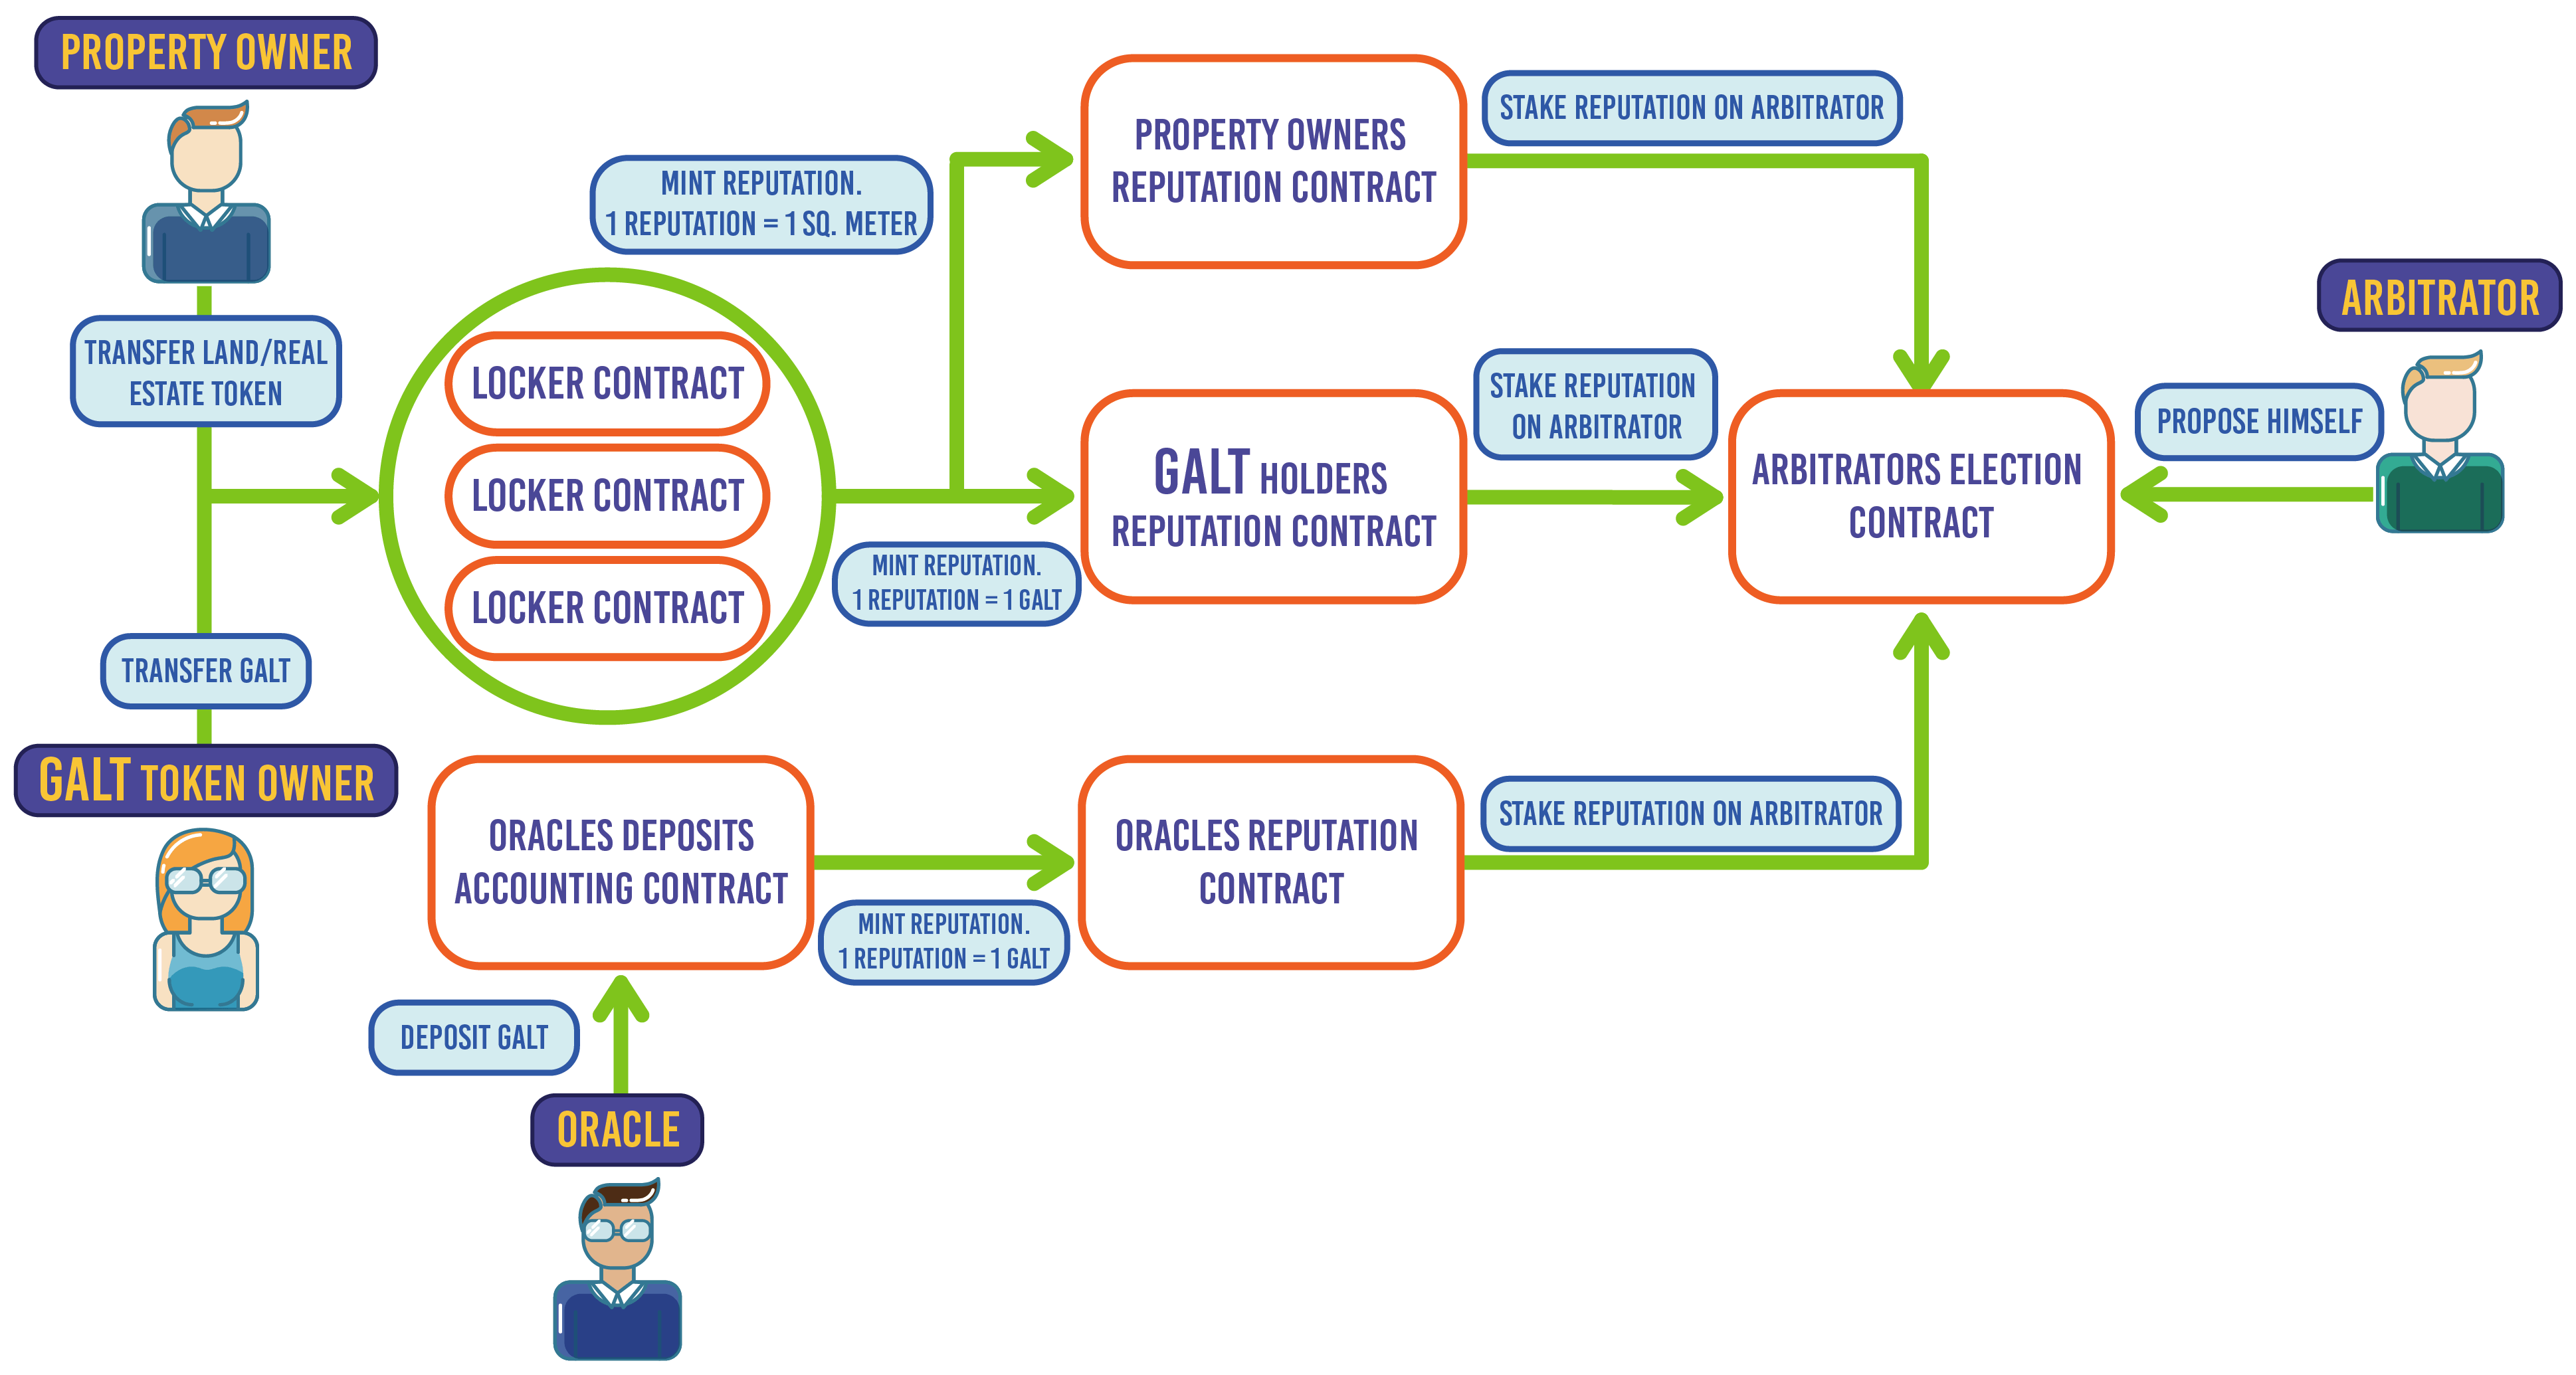 PROPERTY OWNER
TRANSFER LAND/REAL
ESTATE TOKEN
TRANSFER GALT
GALT TOKEN OWNER
LOCKER CONTRACT
LOCKER CONTRACT
LOCKER CONTRACT
MINT REPUTATION.
1 REPUTATION = 1 SQ. METER
MINT REPUTATION.
1 REPUTATION = 1 GALT
PROPERTY OWNERS
REPUTATION CONTRACT
STAKE REPUTATION ON ARBITRATOR
GALT HOLDERS
REPUTATION CONTRACT
STAKE REPUTATION
ON ARBITRATOR
ARBITRATORS ELECTION
CONTRACT
PROPOSE HIMSELF
ARBITRATOR
ORACLES DEPOSITS
ACCOUNTING CONTRACT
MINT REPUTATION.
1 REPUTATION = 1 GALT
ORACLES REPUTATION
CONTRACT
STAKE REPUTATION ON ARBITRATOR
DEPOSIT GALT
ORACLE